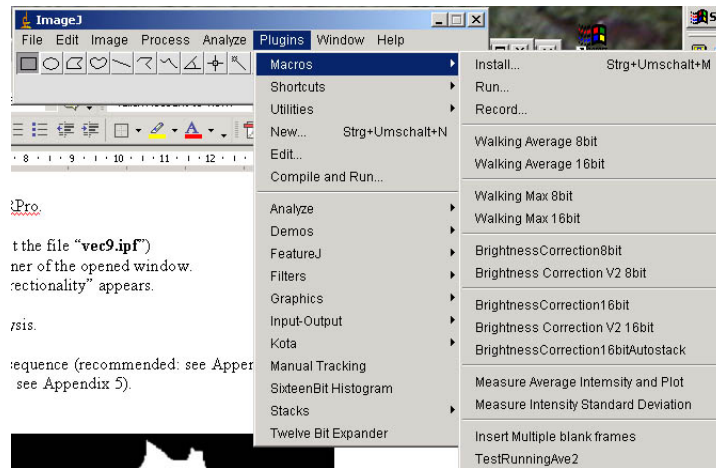 ImageJ
File Edit Image Process Analyze Plugins Window Help
Macros
Shortcuts
Utilities
New... Strg+Umschalt+N
Edit...
Compile and Run...
Analyze
Demos
FeatureJ
Filters
Graphics
Input-Output
Kota
Manual Tracking
SixteenBit Histogram
Stacks
Twelve Bit Expander
Install... Strg+Umschalt+M
Run...
Record...
Walking Average 8bit
Walking Average 16bit
Walking Max 8bit
Walking Max 16bit
BrightnessCorrection8bit
Brightness Correction V2 8bit
BrightnessCorrection16bit
Brightness Correction V2 16bit
BrightnessCorrection16bitAutostack
Measure Average Intemsity and Plot
Measure Intensity Standard Deviation
Insert Multiple blank frames
TestRunningAve2
8 9 10 11 12
Pro.
t the file “vec9.ipf”)
ner of the opened window.
rectionality” appears.
ysis.
sequence (recommended: see Apper
see Appendix 5).